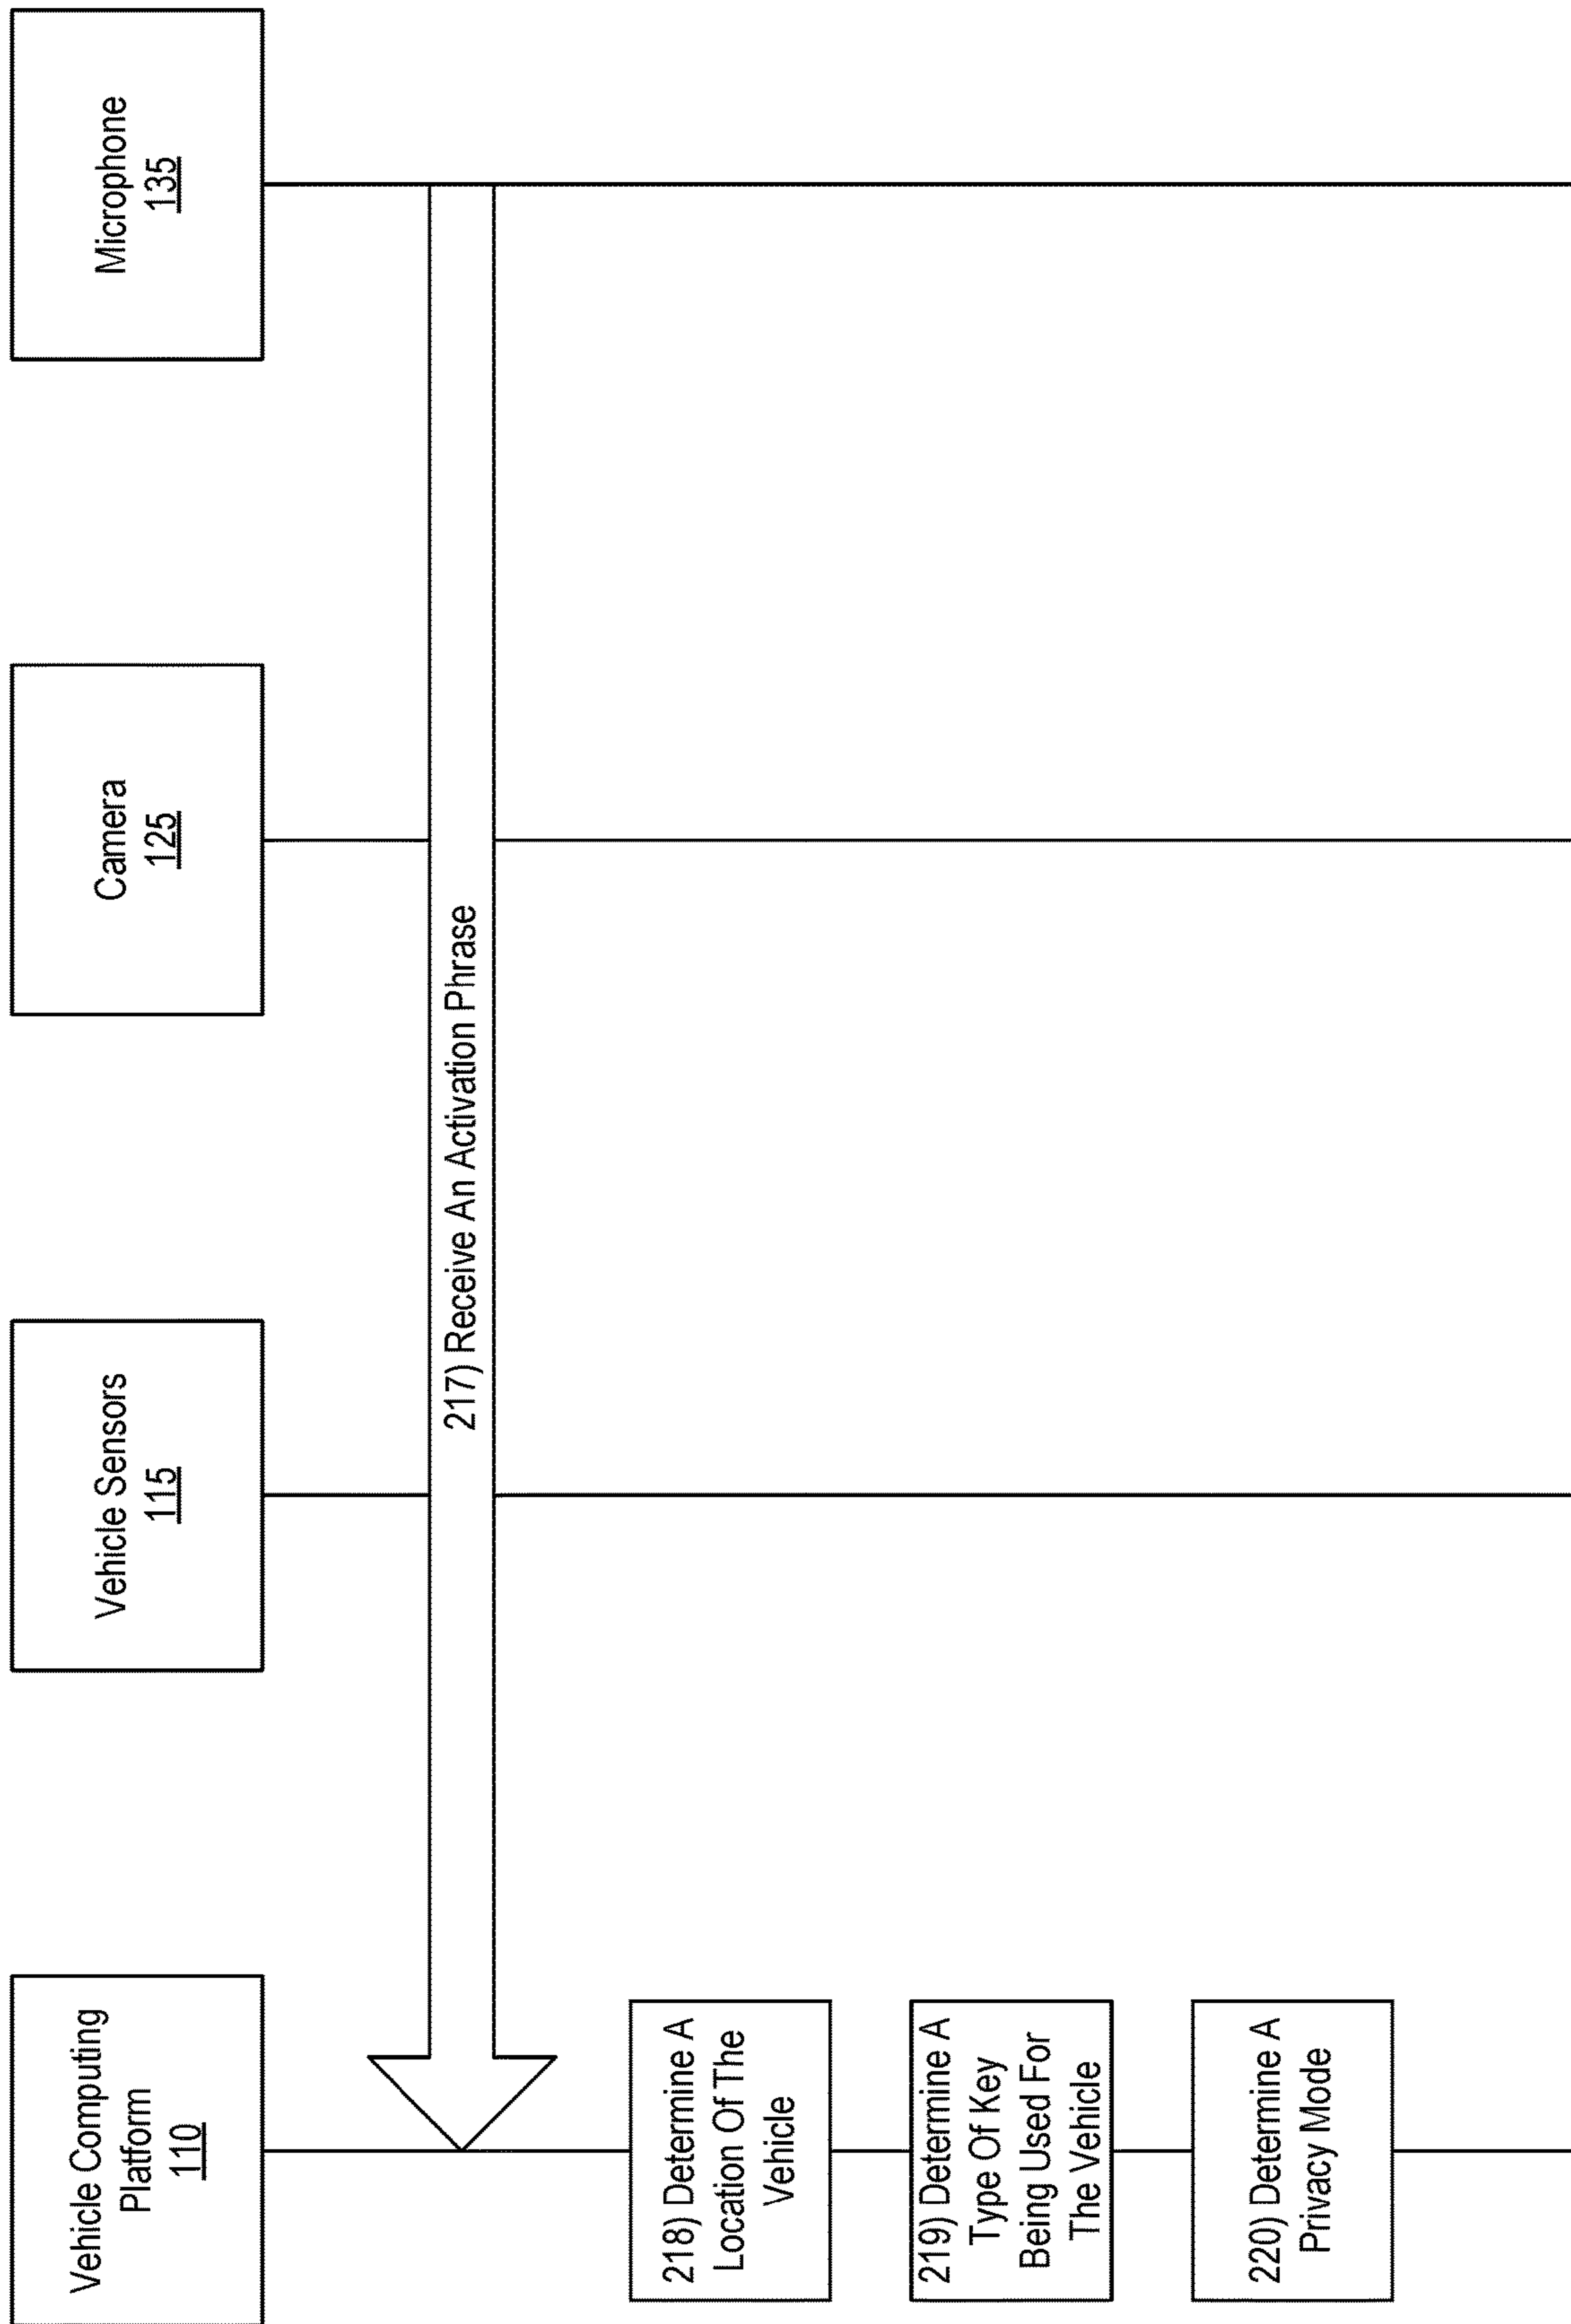 Vehicle Computing
Platform
110
Vehicle Sensors
115
Camera
125
Microphone
135
217) Receive An Activation Phrase
218) Determine A
Location Of The
Vehicle
219) Determine A
Type Of Key
Being Used For
The Vehicle
220) Determine A
Privacy Mode